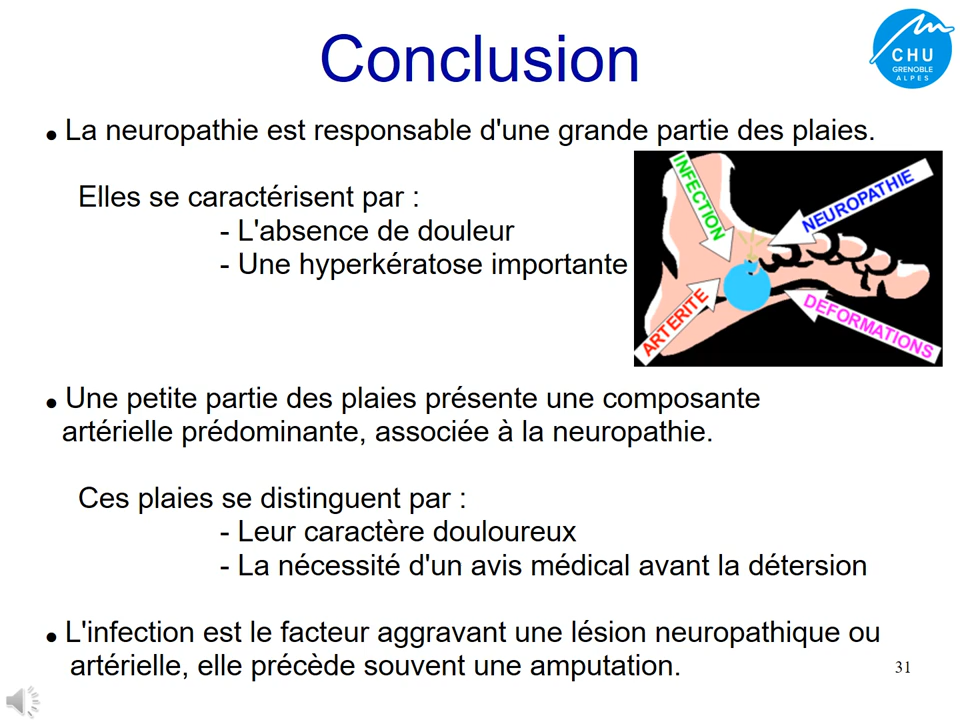 Conclusion
CHU
GRENOBLE
ALPES
• La neuropathie est responsable d'une grande partie des plaies.
Elles se caractérisent par :
- L'absence de douleur
- Une hyperkératose importante
INFECTION
NEUROPATHIE
ARTERITE
DEFORMATIONS
• Une petite partie des plaies présente une composante
artérielle prédominante, associée à la neuropathie.
Ces plaies se distinguent par :
- Leur caractère douloureux
- La nécessité d'un avis médical avant la détersion
• L'infection est le facteur aggravant une lésion neuropathique ou
artérielle, elle précède souvent une amputation.
31